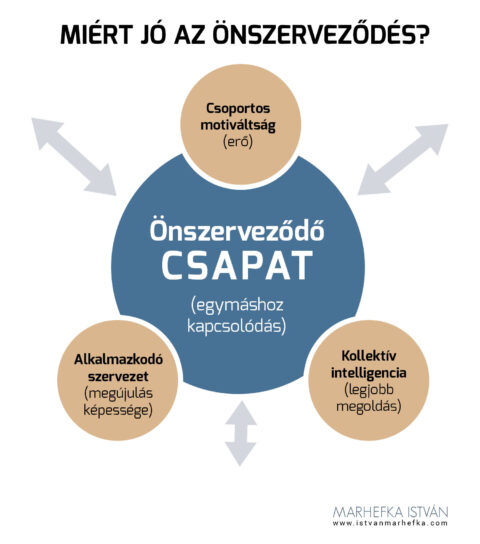 MIÉRT JÓ AZ ÖNSZERVEZŐDÉS?
Csoportos
motiváltság
(erő)
Önszerveződő
CSAPAT
(egymáshoz
kapcsolódás)
Alkalmazkodó
szervezet
(megújulás
képessége)
Kollektív
intelligencia
(legjobb
megoldás)
MARHEFKA ISTVÁN
www.istvanmarhefka.com